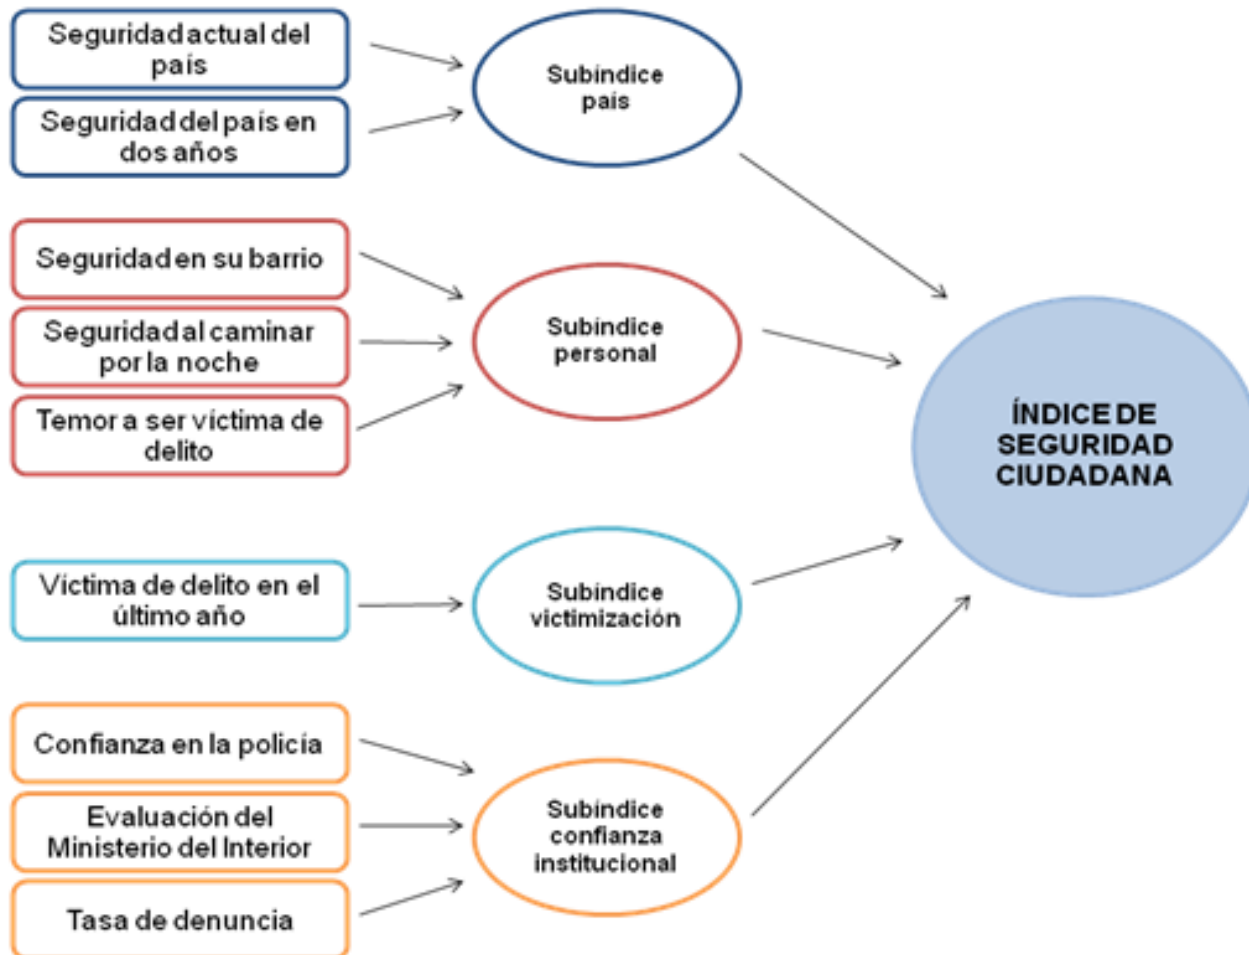 Seguridad actual del
país
Seguridad del país en
dos años
Subíndice
país
Seguridad en su barrio
Seguridad al caminar
por la noche
Temor a ser víctima de
delito
Subíndice
personal
Víctima de delito en el
último año
Subíndice
victimización
Confianza en la policía
Evaluación del
Ministerio del Interior
Tasa de denuncia
Subíndice
confianza
institucional
ÍNDICE DE
SEGURIDAD
CIUDADANA